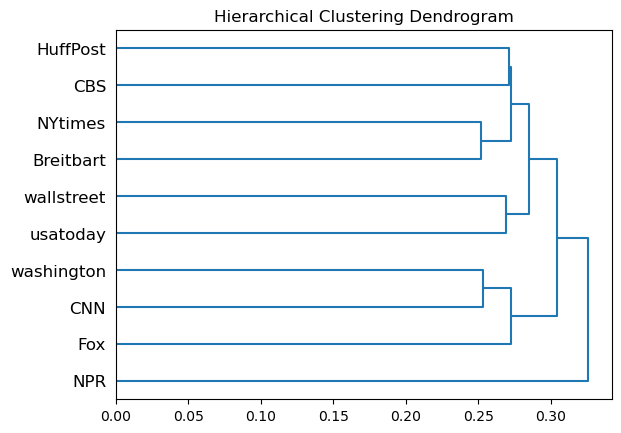 Hierarchical Clustering Dendrogram
HuffPost
CBS
NYtimes
Breitbart
wallstreet
usatoday
washington
CNN
Fox
NPR
0.00 0.05 0.10 0.15 0.20 0.25 0.30